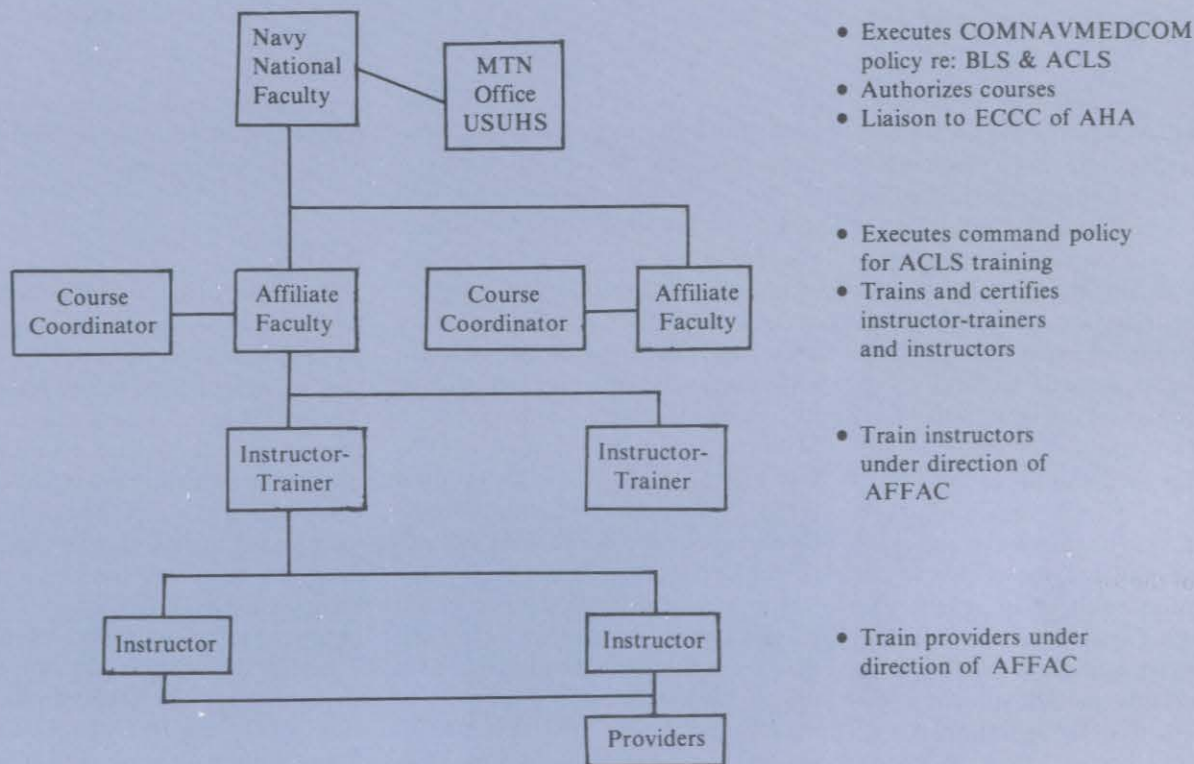 Navy
National
Faculty
MTN
Office
USUHS
• Executes COMNAVMEDCOM
policy re: BLS & ACLS
• Authorizes courses
• Liaison to ECCC of AHA
Course
Coordinator
Affiliate
Faculty
Course
Coordinator
Affiliate
Faculty
• Executes command policy
for ACLS training
• Trains and certifies
instructor-trainers
and instructors
Instructor-
Trainer
Instructor-
Trainer
• Train instructors
under direction of
AFFAC
Instructor
Instructor
• Train providers under
direction of AFFAC
Providers